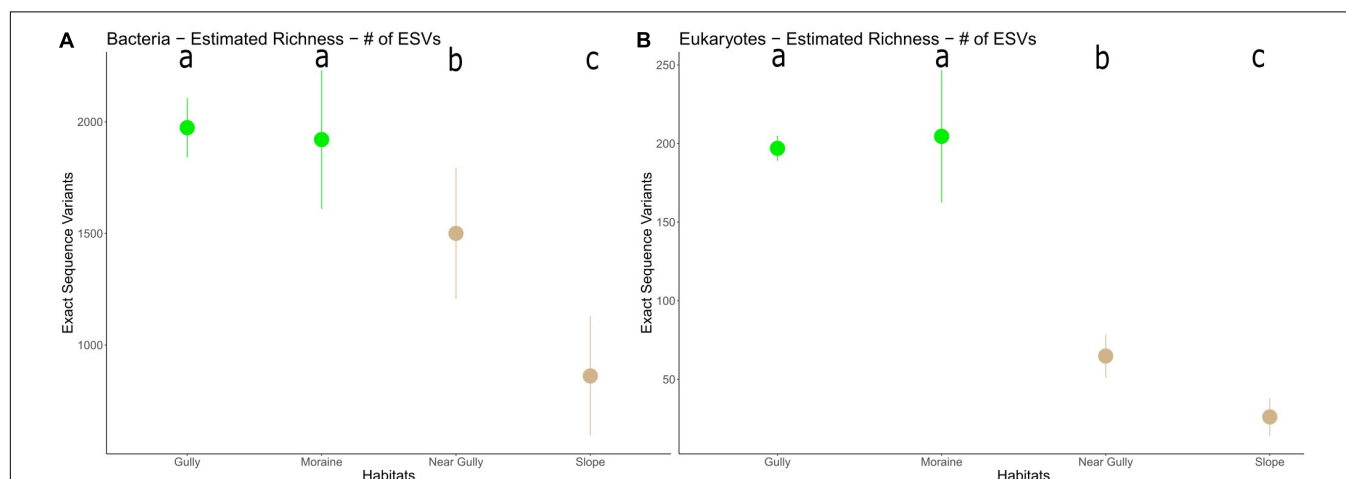 A Bacteria − Estimated Richness − # of ESVs
a a b c
Exact Sequence Variants
2000
1500
1000
Gully Moraine Near Gully Slope
Habitats
B Eukaryotes − Estimated Richness − # of ESVs
a a b c
Exact Sequence Variants
250
200
150
100
50
Gully Moraine Near Gully Slope
Habitats